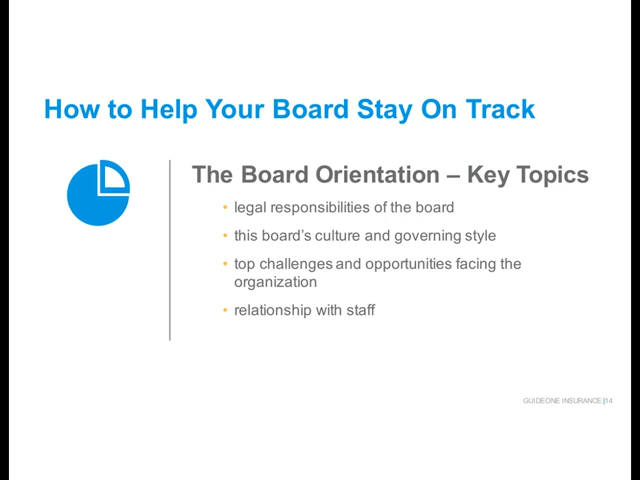 How to Help Your Board Stay On Track
The Board Orientation – Key Topics
• legal responsibilities of the board
• this board’s culture and governing style
• top challenges and opportunities facing the
organization
• relationship with staff
GUIDEONE INSURANCE |14